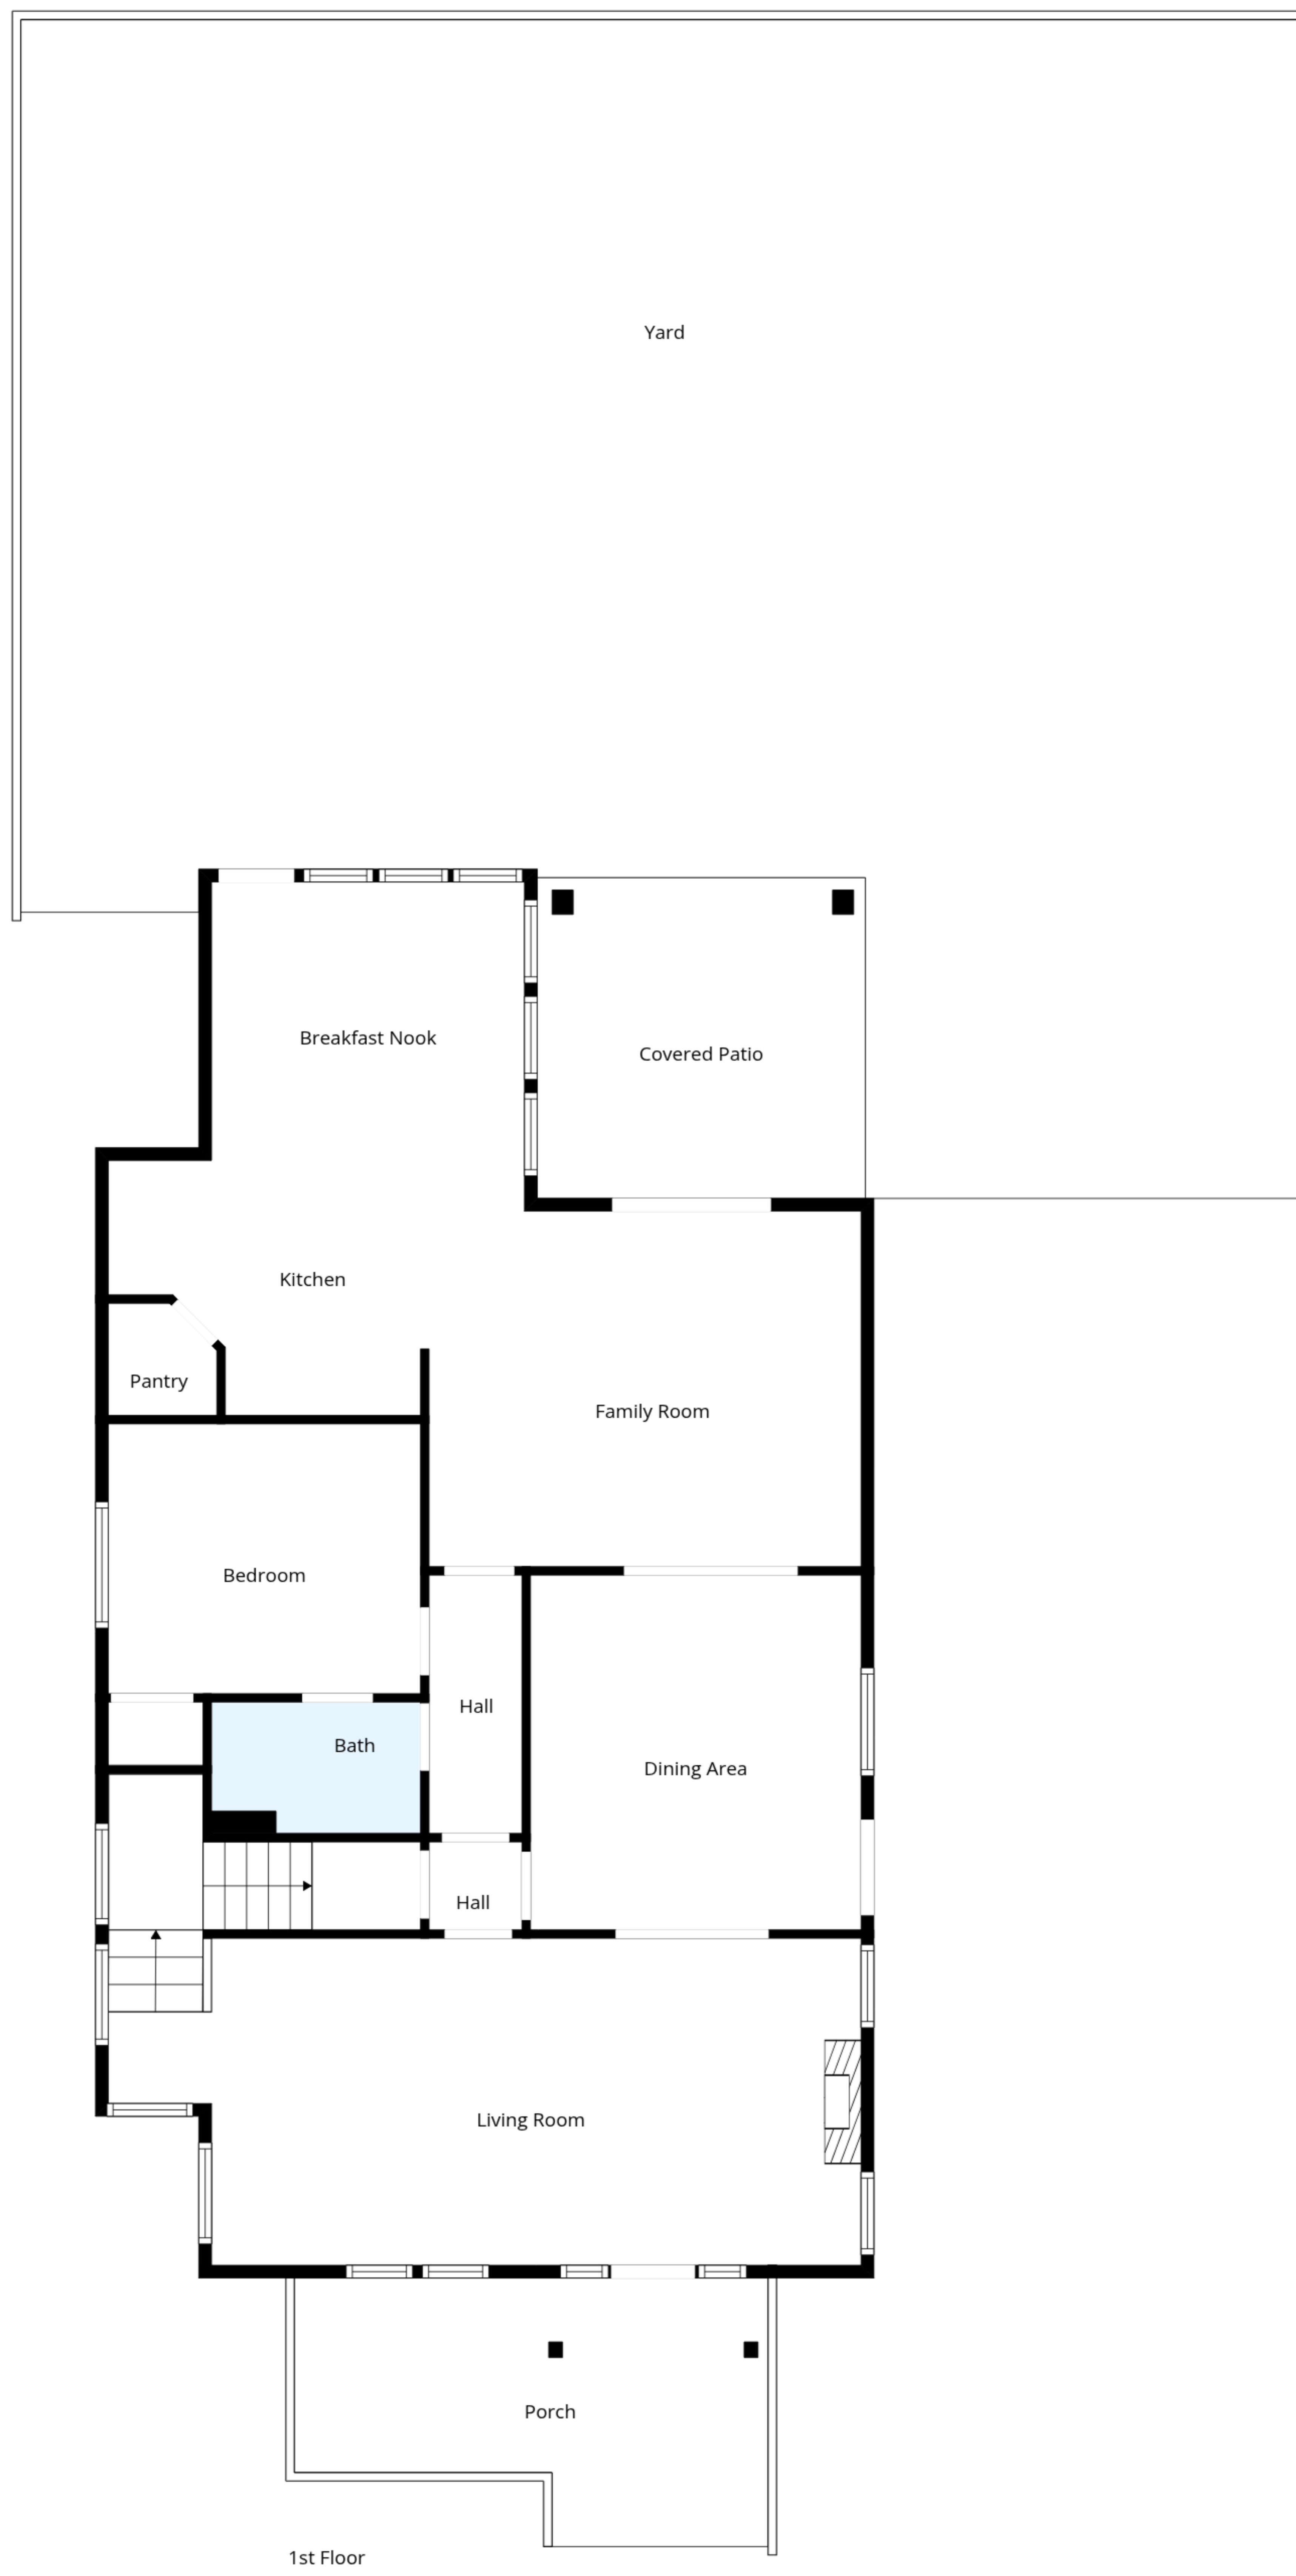 Yard
Breakfast Nook
Covered Patio
Kitchen
Pantry
Family Room
Bedroom
Hall
Bath
Dining Area
Hall
Living Room
Porch
1st Floor